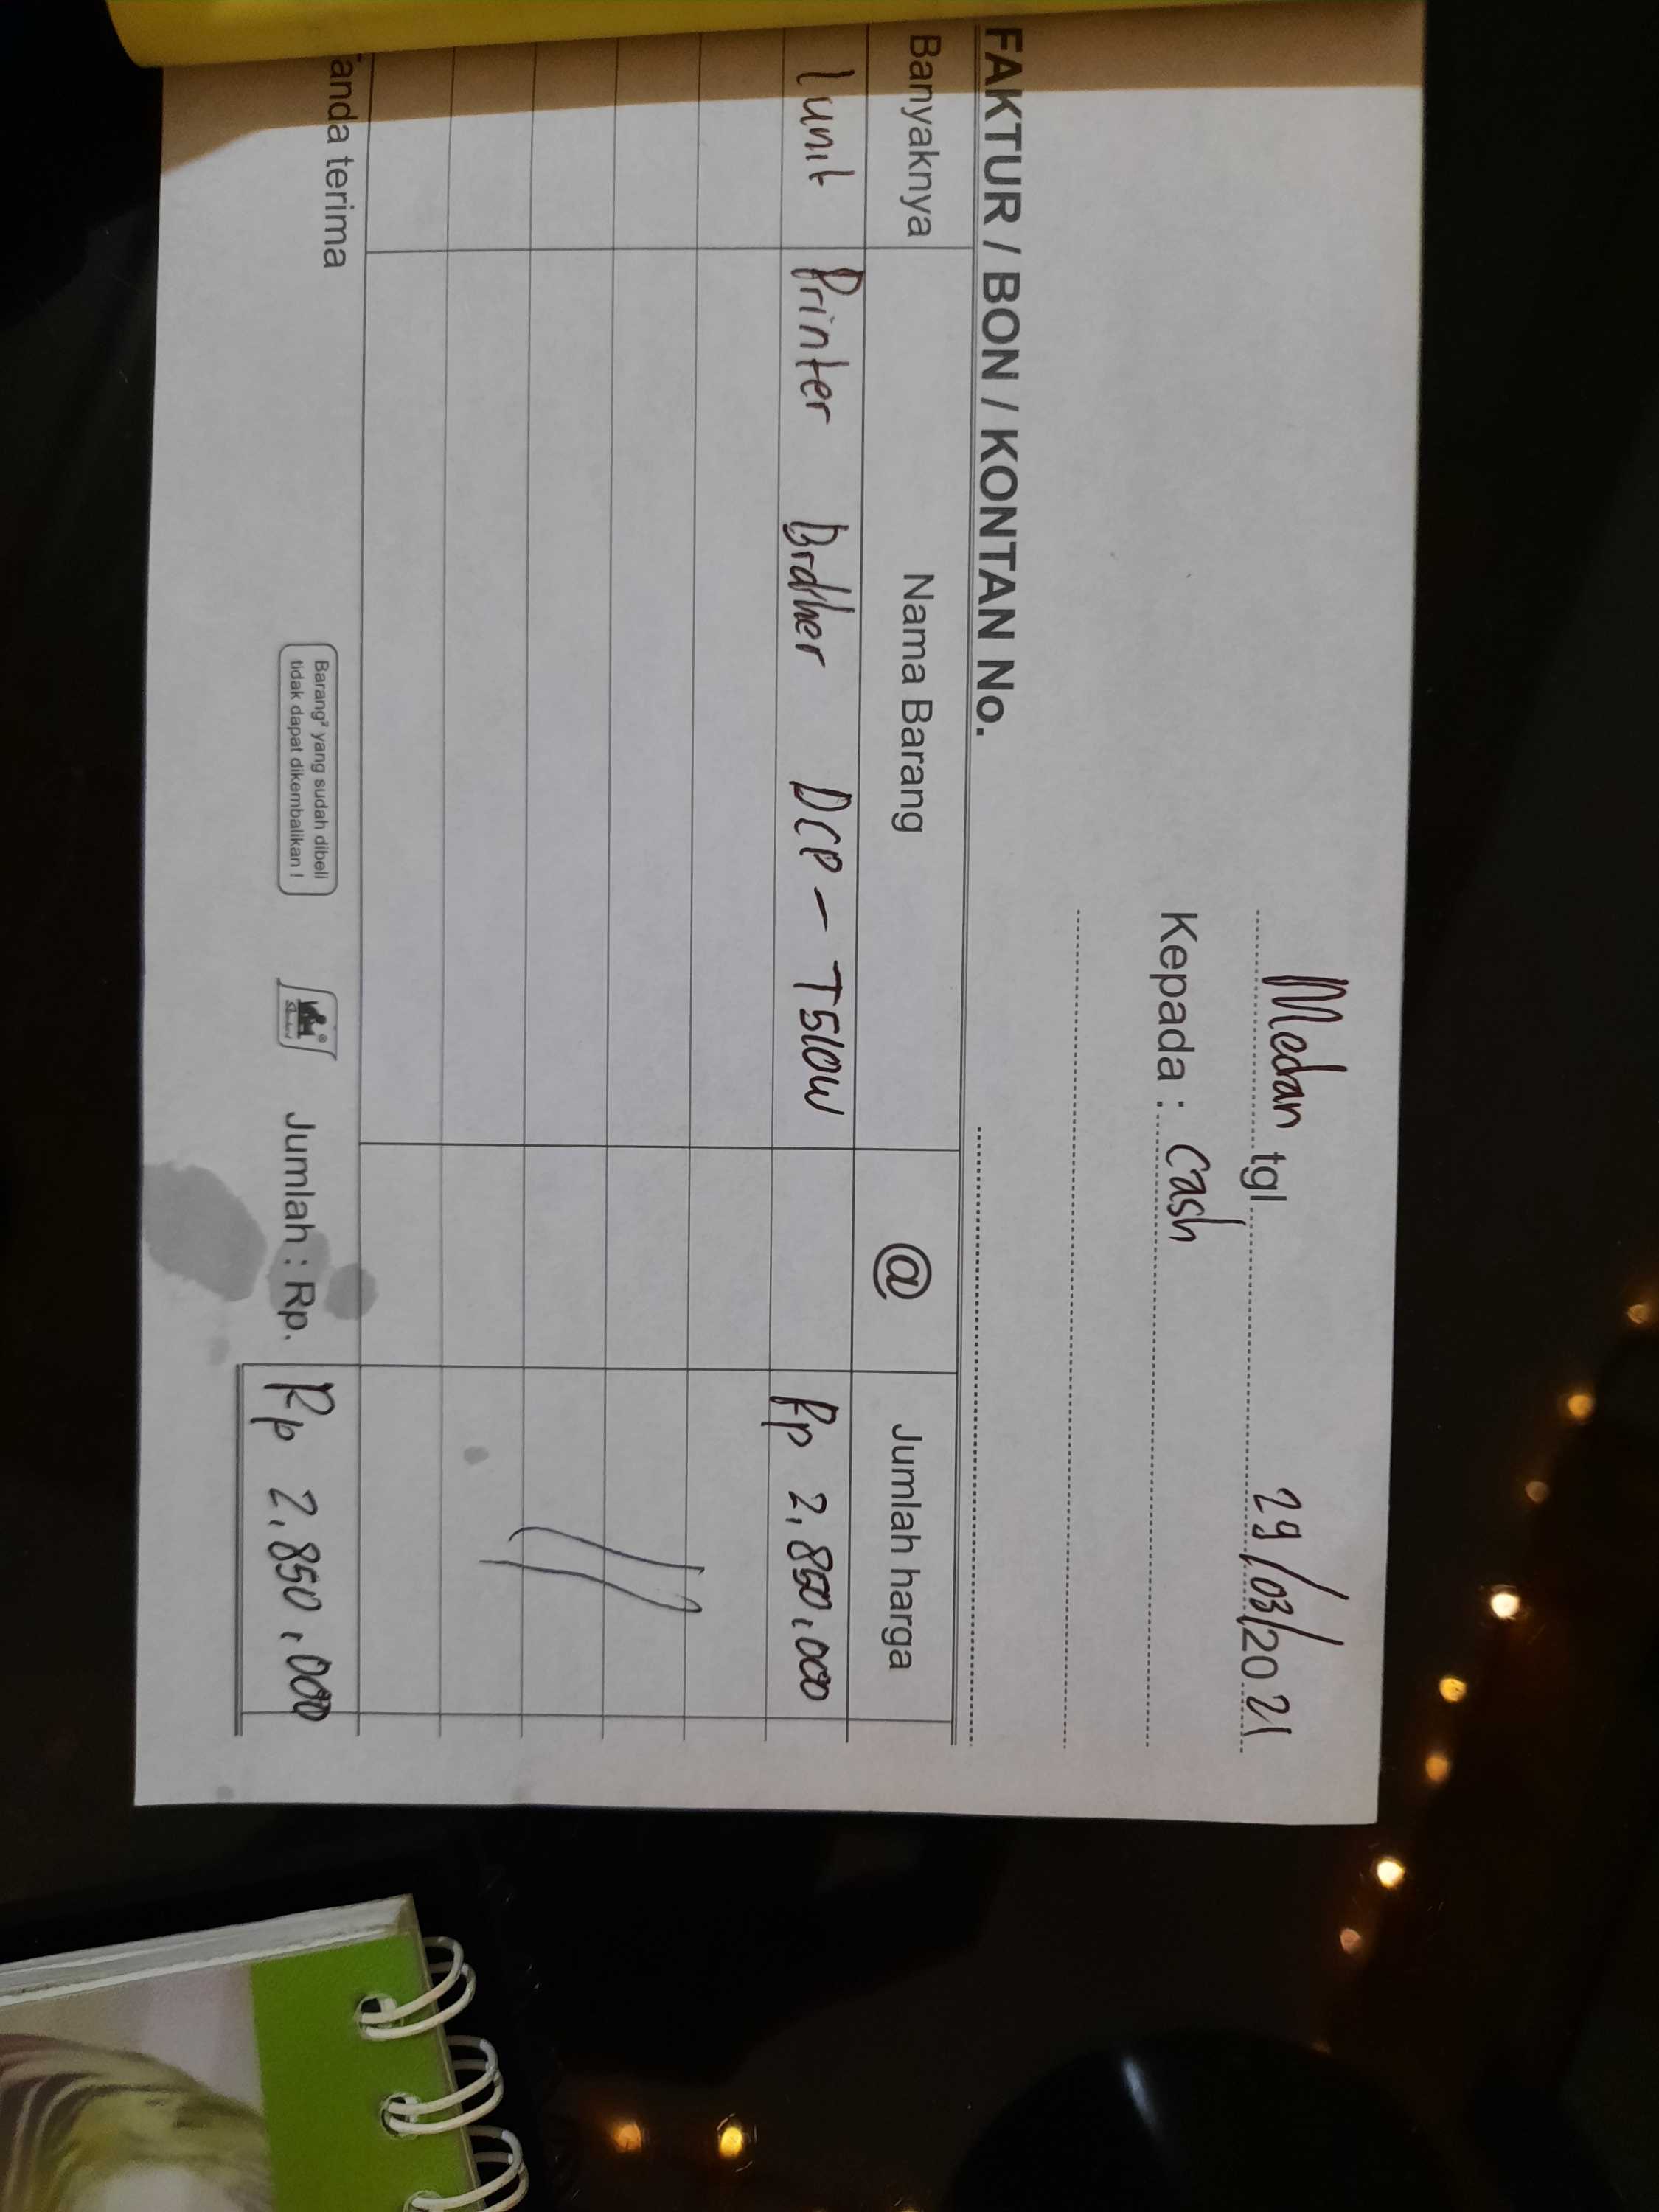 Medan tgl. 29/03/2021
Kepada : Cash
FAKTUR / BON / KONTAN No.
Banyaknya Nama Barang @ Jumlah harga
1 unit Printer Brother DCP - T510W Rp 2.850.000
anda terima Barang² yang sudah dibeli Jumlah : Rp. Rp 2.850.000
tidak dapat dikembalikan !